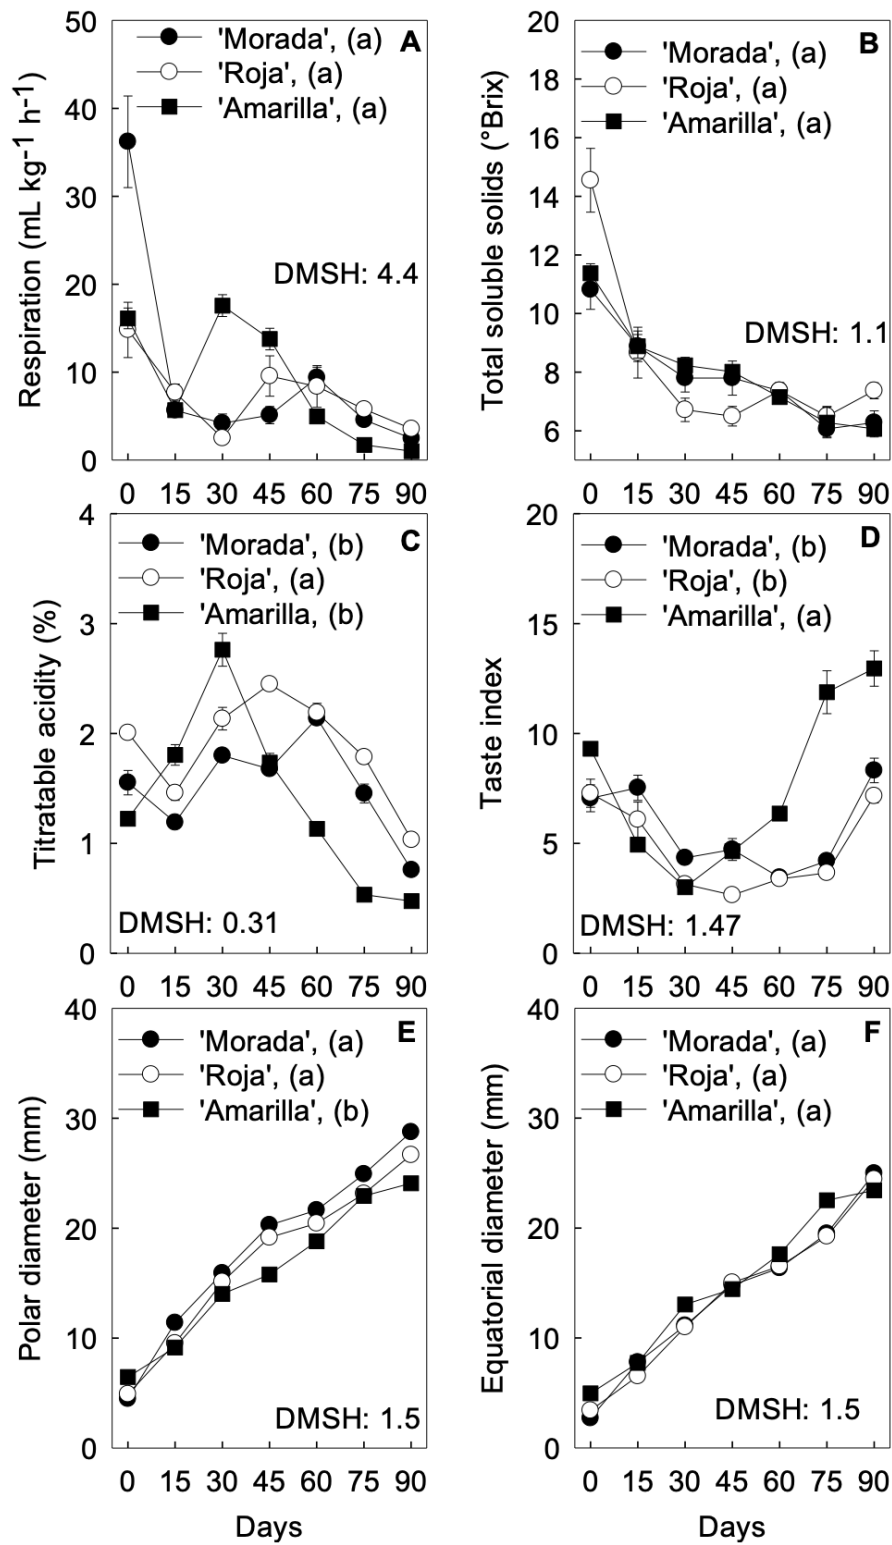 50
40
30
20
10
0
Respiration (mL kg-1 h-1)
'Morada', (a)
'Roja', (a)
'Amarilla', (a)
A
DMSH: 4.4
0 15 30 45 60 75 90
20
18
16
14
12
10
8
6
Total soluble solids (°Brix)
'Morada', (a)
'Roja', (a)
'Amarilla', (a)
B
DMSH: 1.1
0 15 30 45 60 75 90
4
3
2
1
0
Titratable acidity (%)
'Morada', (b)
'Roja', (a)
'Amarilla, (b)
C
DMSH: 0.31
0 15 30 45 60 75 90
20
15
10
5
0
Taste index
'Morada', (b)
'Roja', (b)
'Amarilla', (a)
D
DMSH: 1.47
0 15 30 45 60 75 90
40
30
20
10
0
Polar diameter (mm)
'Morada', (a)
'Roja', (a)
'Amarilla', (b)
E
DMSH: 1.5
0 15 30 45 60 75 90
Days
40
30
20
10
0
Equatorial diameter (mm)
'Morada', (a)
'Roja', (a)
'Amarilla', (a)
F
DMSH: 1.5
0 15 30 45 60 75 90
Days